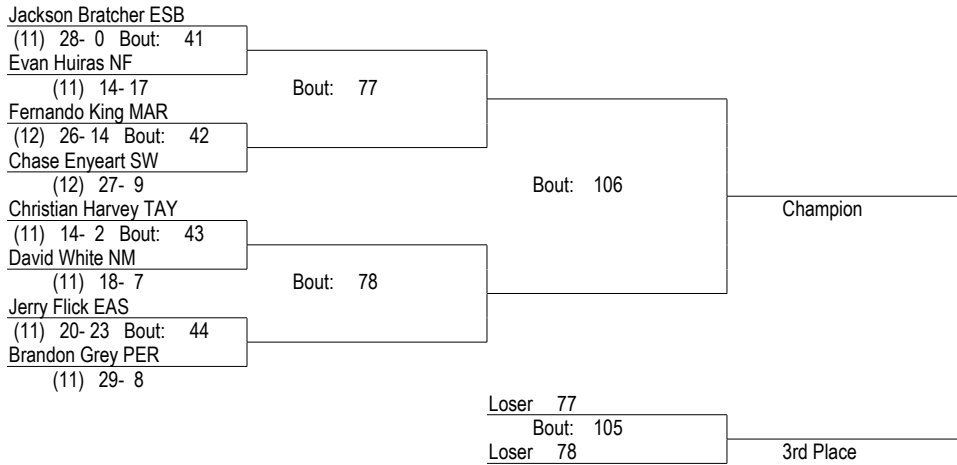 Jackson Bratcher ESB
(11) 28- 0 Bout: 41
Evan Huiras NF
(11) 14- 17
Bout: 77
Fernando King MAR
(12) 26- 14 Bout: 42
Chase Enyeart SW
(12) 27- 9
Bout: 106
Christian Harvey TAY
Champion
(11) 14- 2 Bout: 43
David White NM
(11) 18- 7
Bout: 78
Jerry Flick EAS
(11) 20- 23 Bout: 44
Brandon Grey PER
(11) 29- 8
Loser 77
Bout: 105
Loser 78
3rd Place